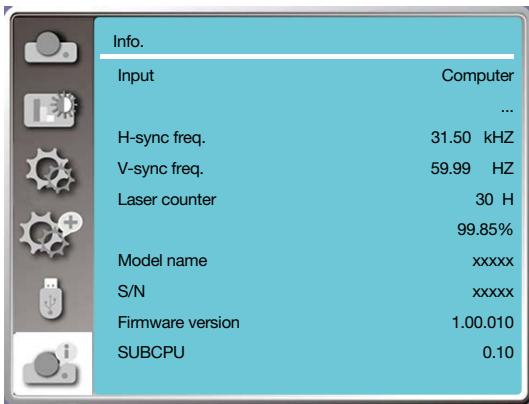 Info.
Input Computer
...
H-sync freq. 31.50 kHZ
V-sync freq. 59.99 HZ
Laser counter 30 H
99.85%
Model name xxxxx
S/N xxxxx
Firmware version 1.00.010
SUBCPU 0.10